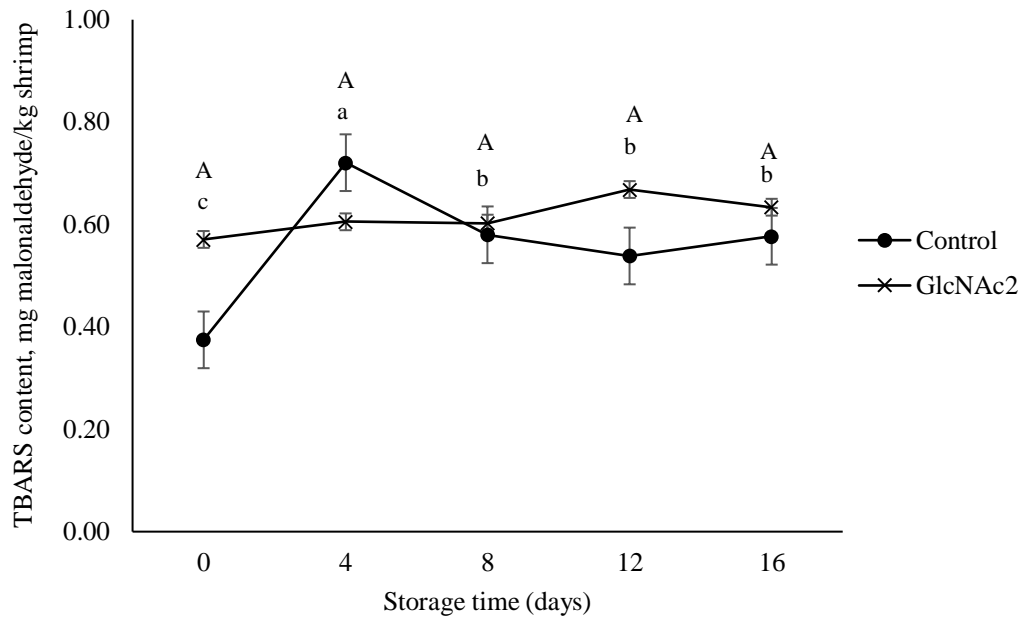 1.00
A
a
0.80
A
b
A
b
A
b
A
c
0.60
0.40
0.20
0.00
0
4
8
12
16
Storage time (days)
TBARS content, mg malonaldehyde/kg shrimp
Control
GlcNAc2